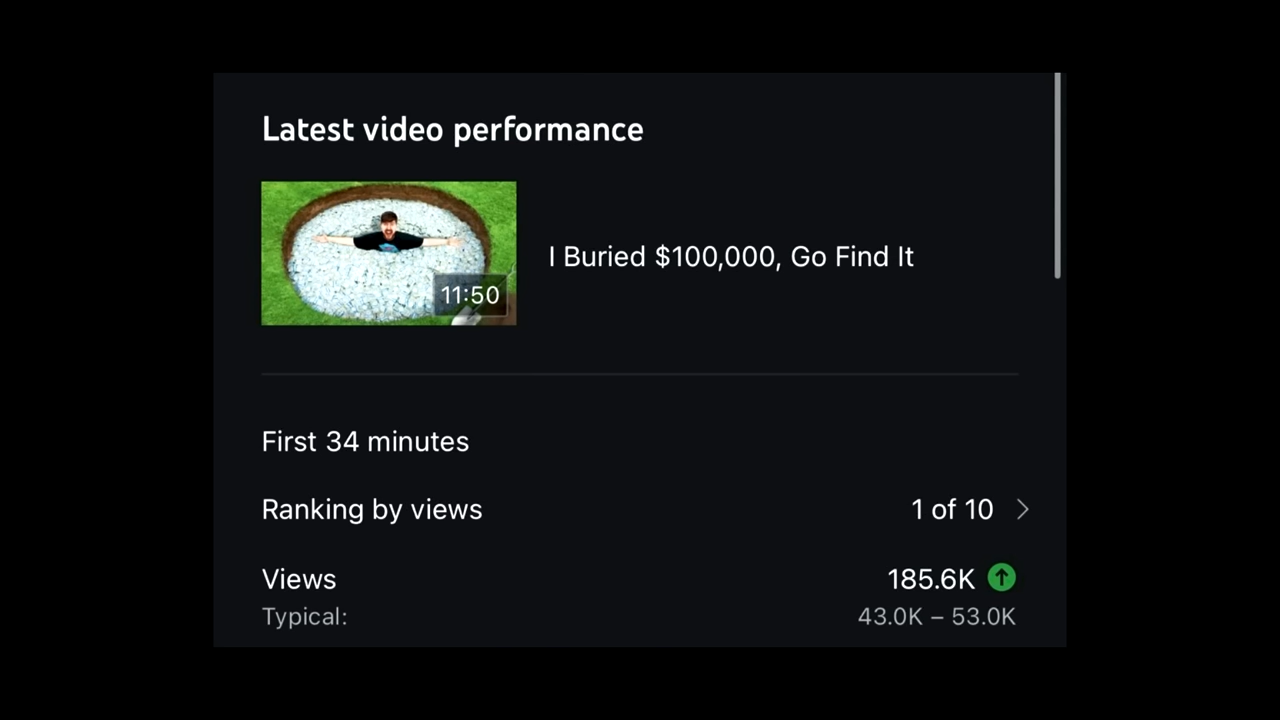 Latest video performance
11:50
I Buried $100,000, Go Find It
First 34 minutes
Ranking by views 1 of 10
Views 185.6K
Typical: 43.0K – 53.0K